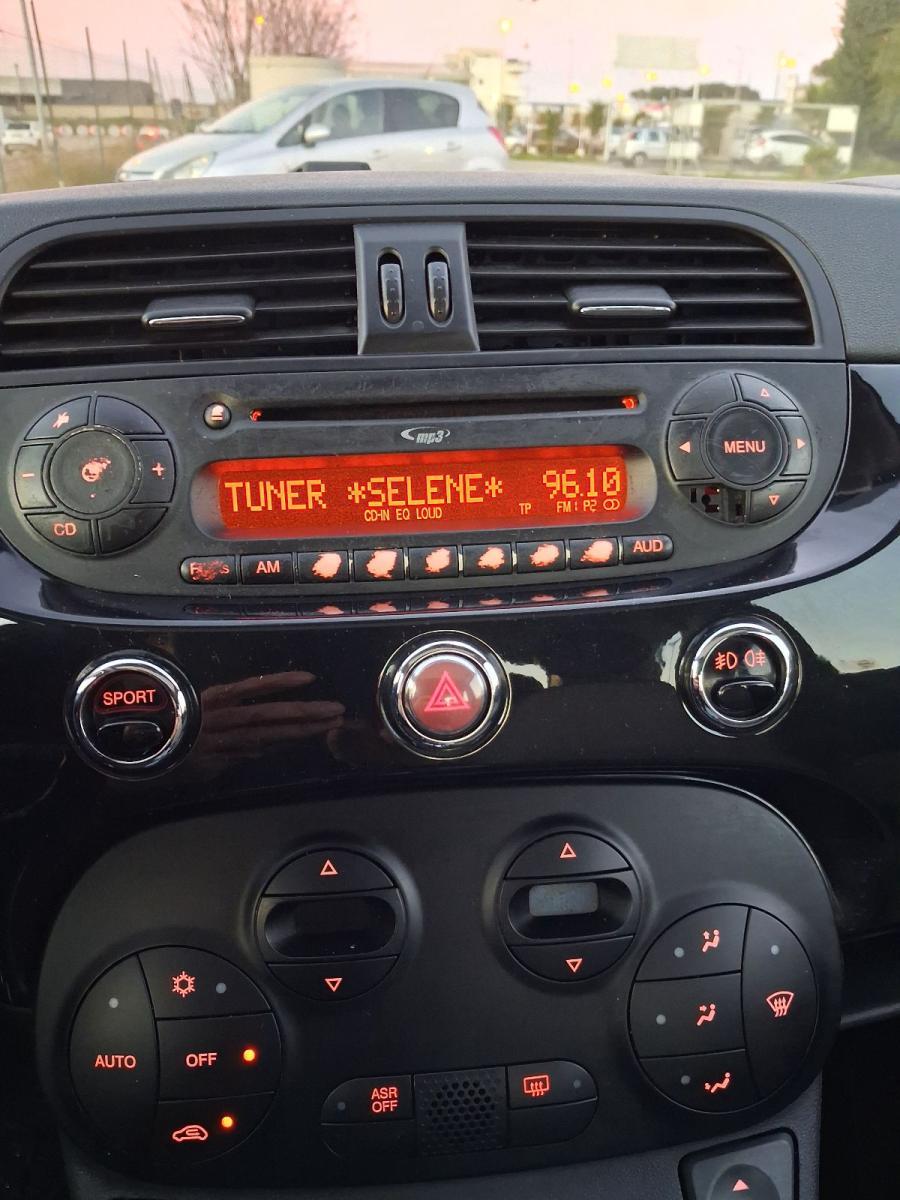 mp3
MENU
TUNER *SELENE* 96.10
CD-IN EQ LOUD TP FM1 P2
CD
AM
AUD
SPORT
AUTO
OFF
ASR
OFF